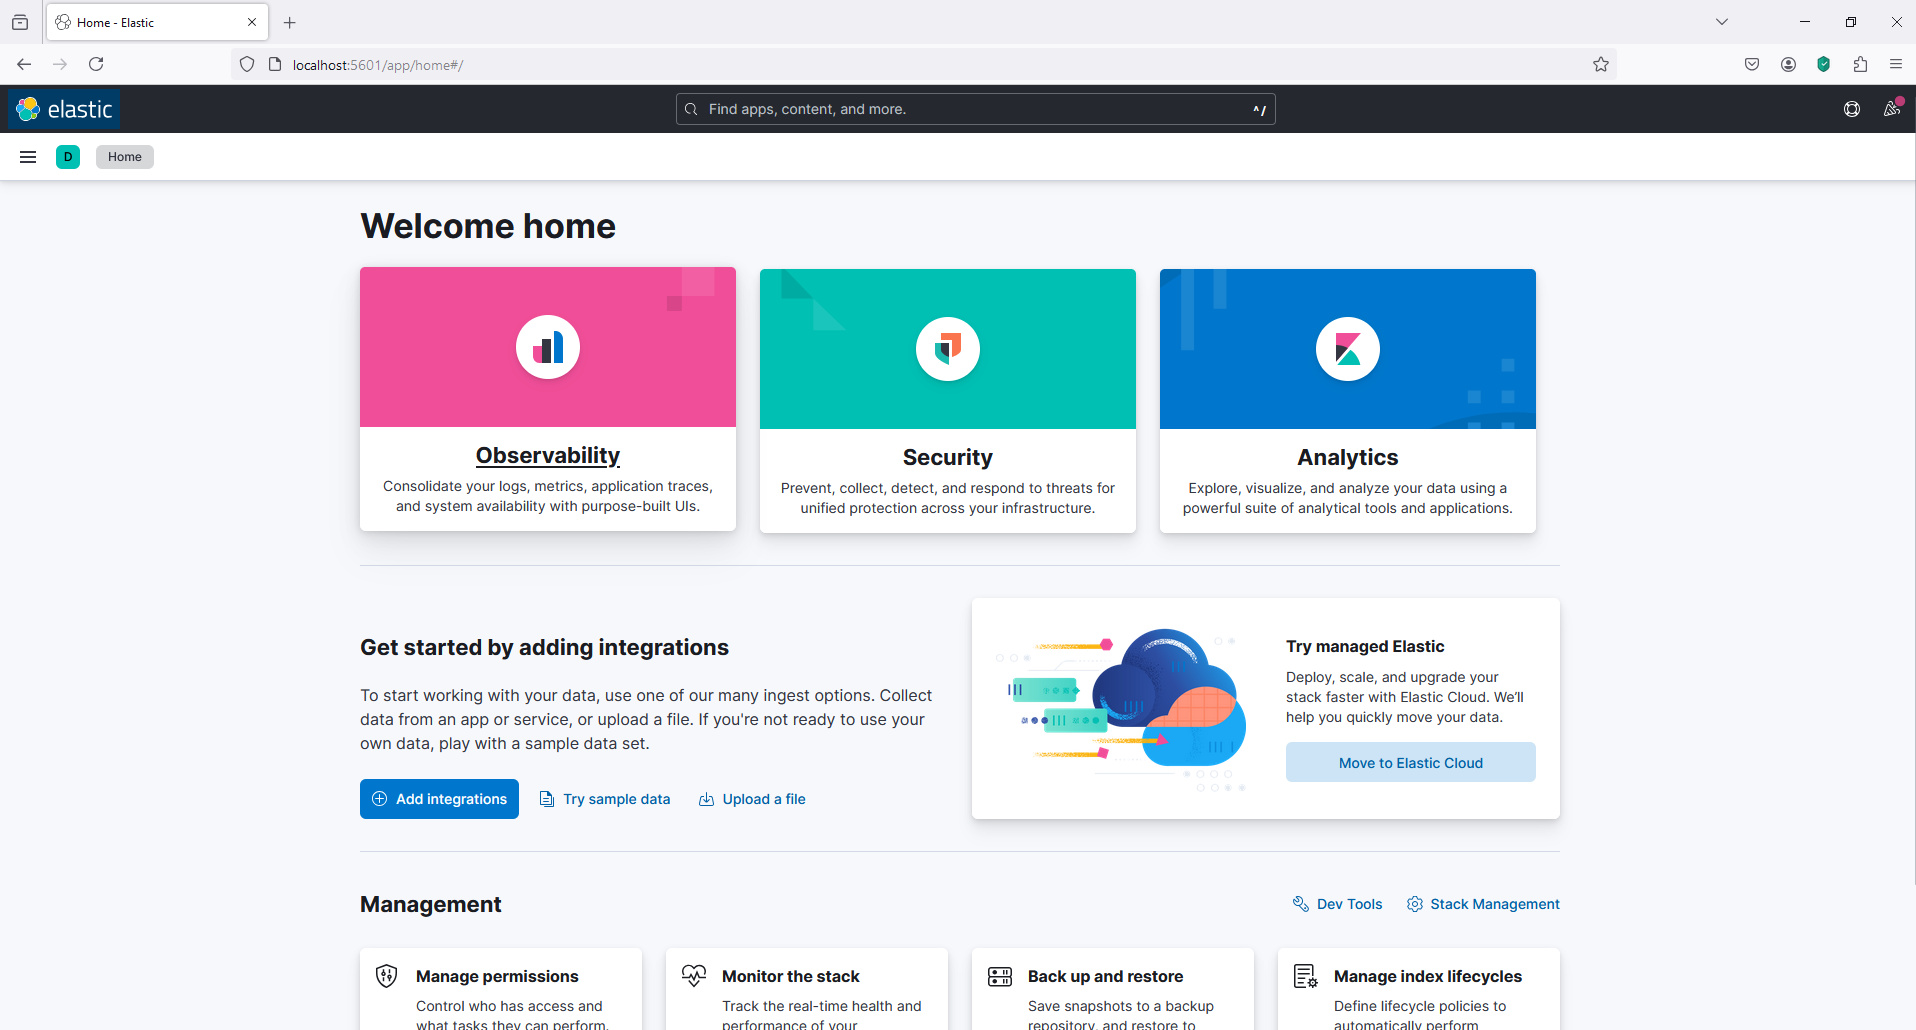 Home - Elastic
localhost:5601/app/home#/
elastic
Find apps, content, and more.
^/
D
Home
Welcome home
Observability
Consolidate your logs, metrics, application traces,
and system availability with purpose-built UIs.
Security
Prevent, collect, detect, and respond to threats for
unified protection across your infrastructure.
Analytics
Explore, visualize, and analyze your data using a
powerful suite of analytical tools and applications.
Get started by adding integrations
To start working with your data, use one of our many ingest options. Collect
data from an app or service, or upload a file. If you're not ready to use your
own data, play with a sample data set.
Add integrations
Try sample data
Upload a file
Try managed Elastic
Deploy, scale, and upgrade your
stack faster with Elastic Cloud. We’ll
help you quickly move your data.
Move to Elastic Cloud
Management
Dev Tools
Stack Management
Manage permissions
Control who has access and
what tasks they can perform.
Monitor the stack
Track the real-time health and
performance of your
Back up and restore
Save snapshots to a backup
repository, and restore to
Manage index lifecycles
Define lifecycle policies to
automatically perform